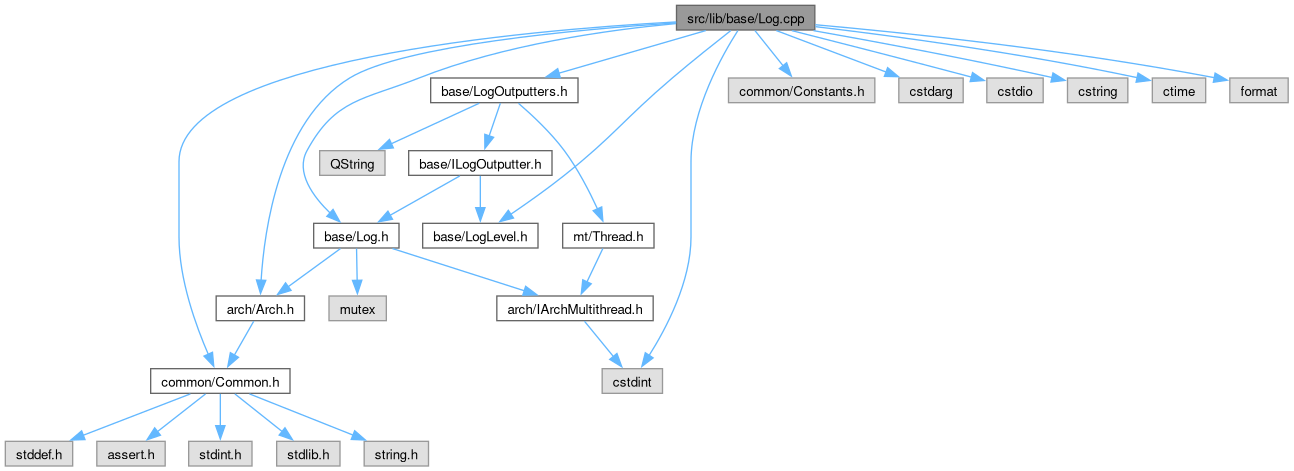 src/lib/base/Log.cpp
base/LogOutputters.h
common/Constants.h
cstdarg
cstdio
cstring
ctime
format
QString
base/ILogOutputter.h
base/Log.h
base/LogLevel.h
mt/Thread.h
arch/Arch.h
mutex
arch/IArchMultithread.h
common/Common.h
cstdint
stddef.h
assert.h
stdint.h
stdlib.h
string.h